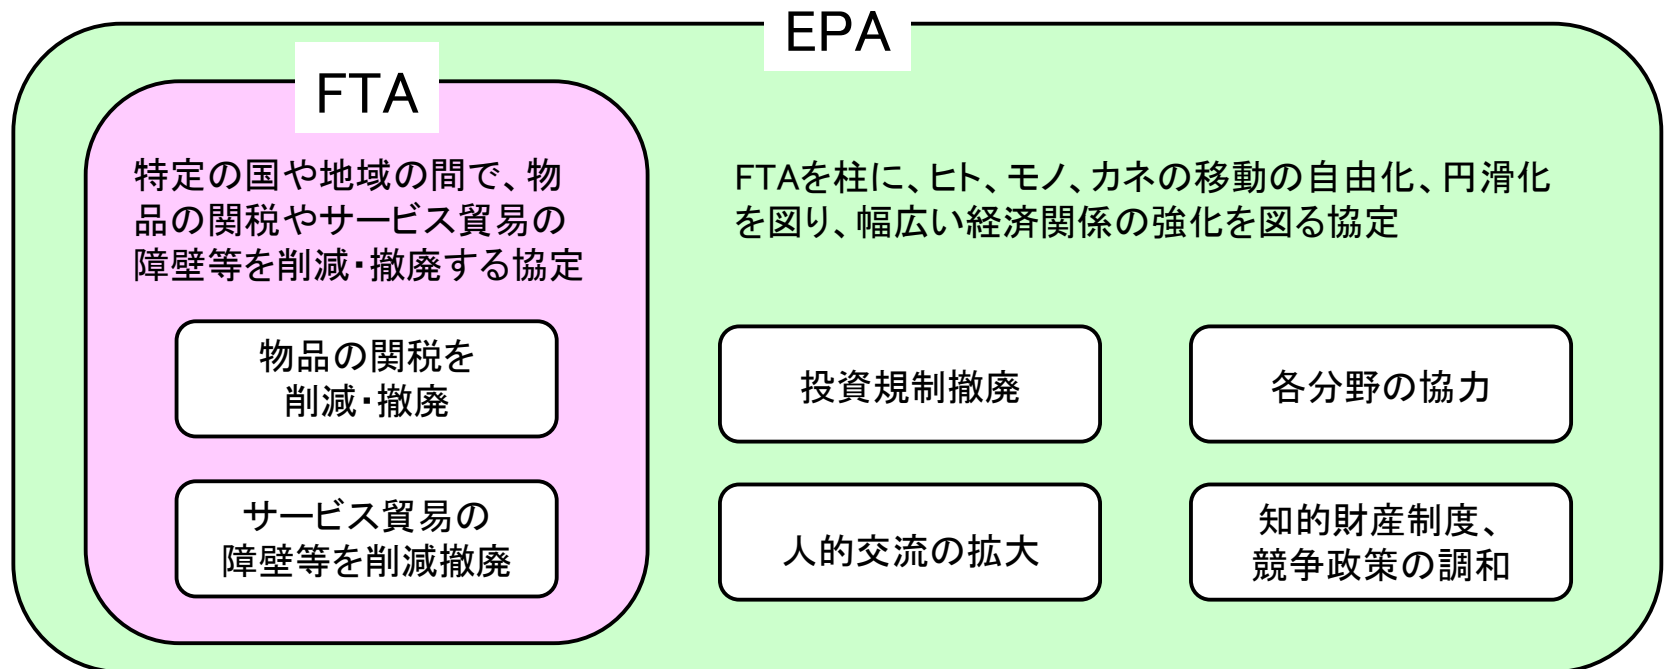 EPA
FTA
特定の国や地域の間で、物
品の関税やサービス貿易の
障壁等を削減・撤廃する協定
物品の関税を
削減・撤廃
サービス貿易の
障壁等を削減撤廃
FTAを柱に、ヒト、モノ、カネの移動の自由化、円滑化
を図り、幅広い経済関係の強化を図る協定
投資規制撤廃
各分野の協力
人的交流の拡大
知的財産制度、
競争政策の調和